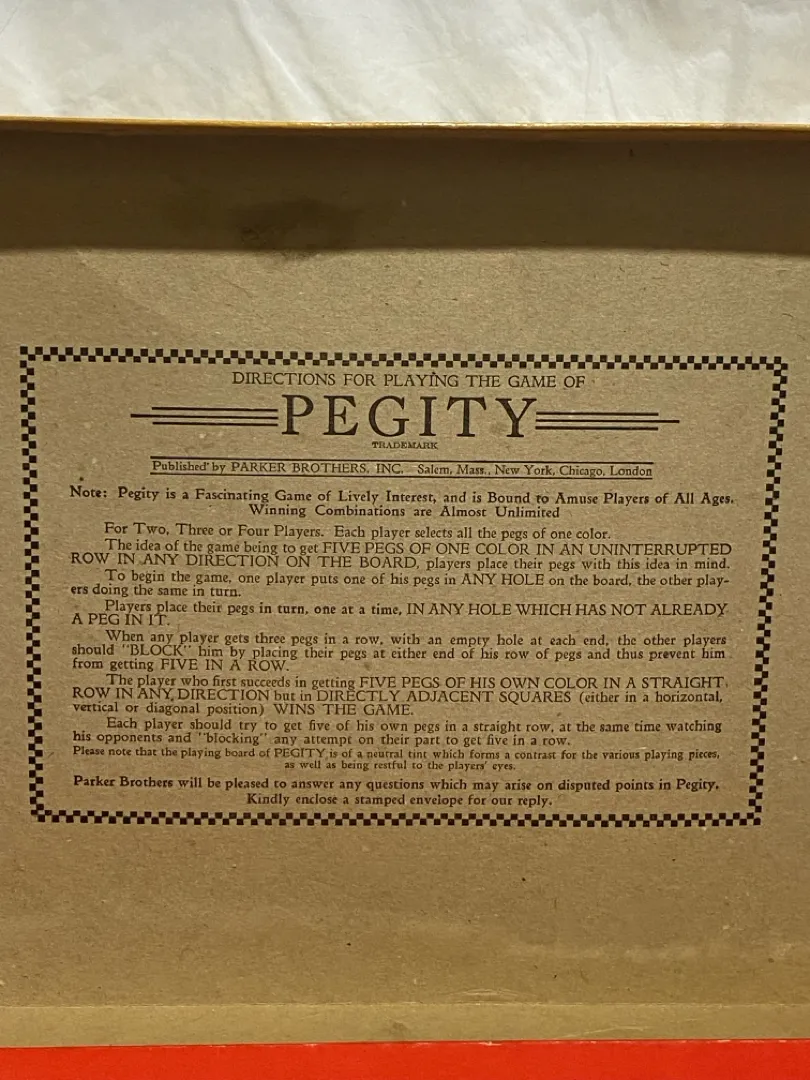 DIRECTIONS FOR PLAYING THE GAME OF
PEGITY
TRADEMARK
Published by PARKER BROTHERS, INC. Salem, Mass., New York, Chicago, London
Note: Pegity is a Fascinating Game of Lively Interest, and is Bound to Amuse Players of All Ages.
Winning Combinations are Almost Unlimited
For Two, Three or Four Players. Each player selects all the pegs of one color.
The idea of the game being to get FIVE PEGS OF ONE COLOR IN AN UNINTERRUPTED
ROW IN ANY DIRECTION ON THE BOARD, players place their pegs with this idea in mind.
To begin the game, one player puts one of his pegs in ANY HOLE on the board, the other play-
ers doing the same in turn.
Players place their pegs in turn, one at a time, IN ANY HOLE WHICH HAS NOT ALREADY
A PEG IN IT.
When any player gets three pegs in a row, with an empty hole at each end, the other players
should "BLOCK" him by placing their pegs at either end of his row of pegs and thus prevent him
from getting FIVE IN A ROW.
The player who first succeeds in getting FIVE PEGS OF HIS OWN COLOR IN A STRAIGHT
ROW IN ANY DIRECTION but in DIRECTLY ADJACENT SQUARES (either in a horizontal,
vertical or diagonal position) WINS THE GAME.
Each player should try to get five of his own pegs in a straight row, at the same time watching
his opponents and "blocking" any attempt on their part to get five in a row.
Please note that the playing board of PEGITY is of a neutral tint which forms a contrast for the various playing pieces,
as well as being restful to the players' eyes.
Parker Brothers will be pleased to answer any questions which may arise on disputed points in Pegity.
Kindly enclose a stamped envelope for our reply.